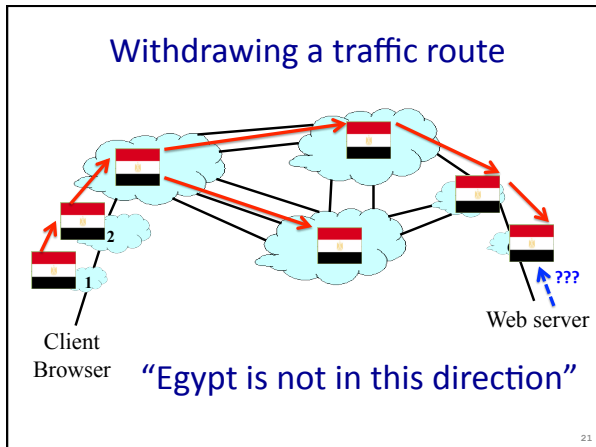 Withdrawing a traffic route
2
1
???
Web server
Client
Browser
“Egypt is not in this direction”
21